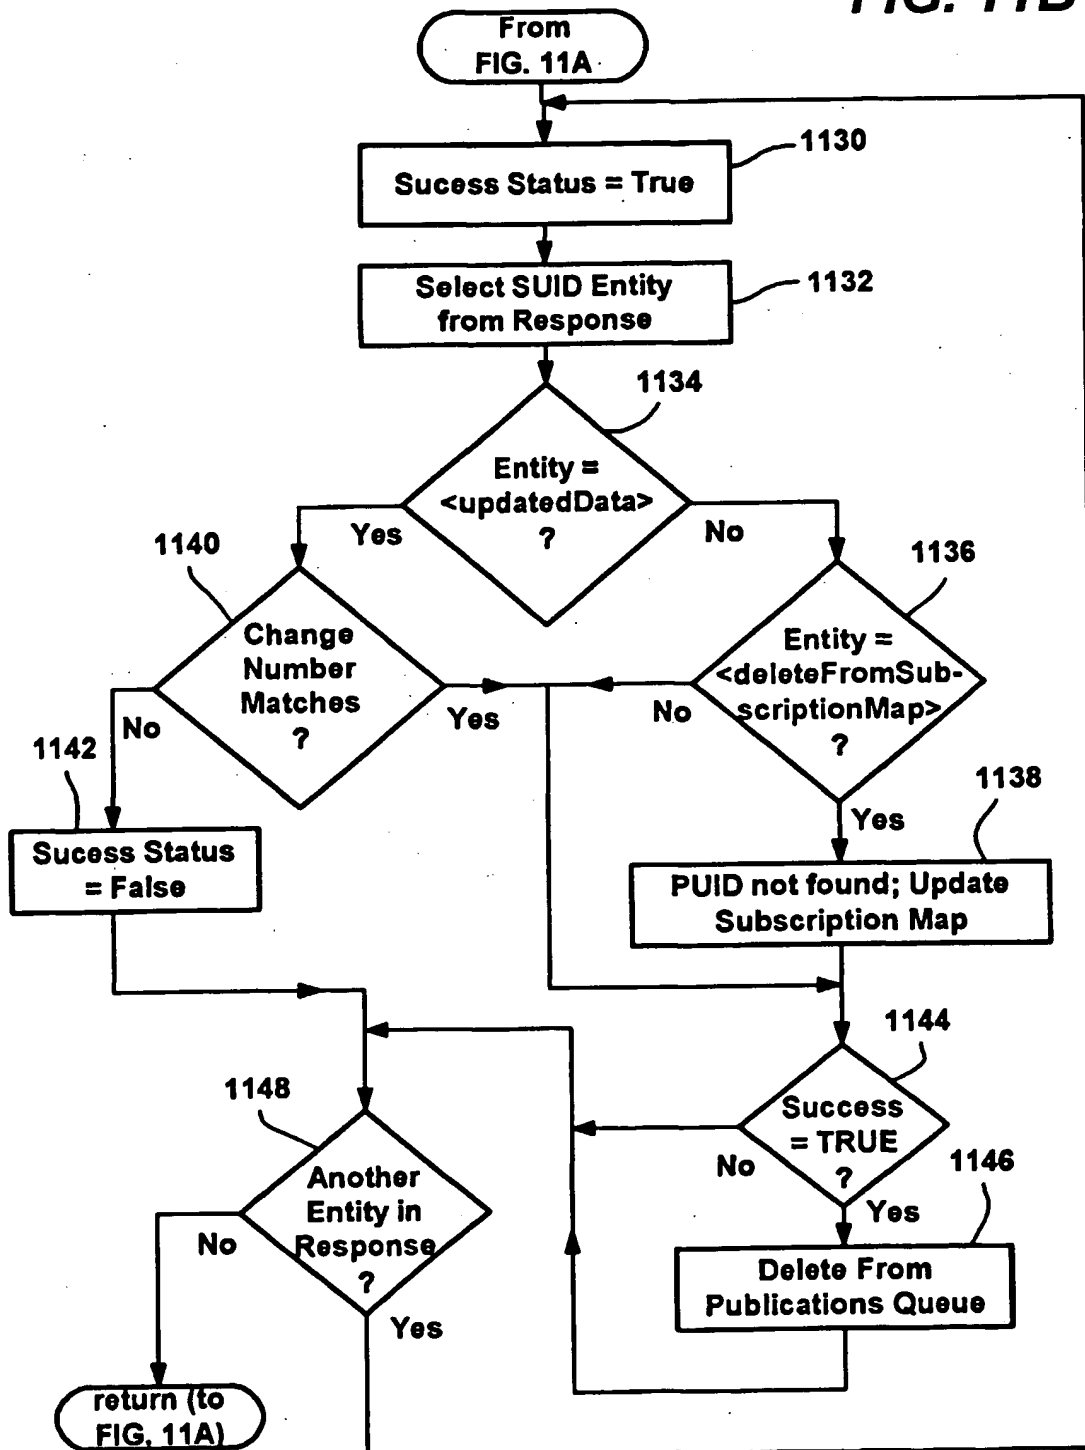 FIG. 11B
From
FIG. 11A
1130
Sucess Status = True
1132
Select SUID Entity
from Response
1134
Entity =
<updatedData>
?
Yes
No
1140
1136
Change
Number
Matches
?
Entity =
<deleteFromSub-
scriptionMap>
?
No
Yes
No
1142
1138
Yes
Sucess Status
= False
PUID not found; Update
Subscription Map
1144
1148
Success
= TRUE
?
No
1146
Yes
Another
Entity in
Response
?
No
Delete From
Publications Queue
Yes
return (to
FIG. 11A)